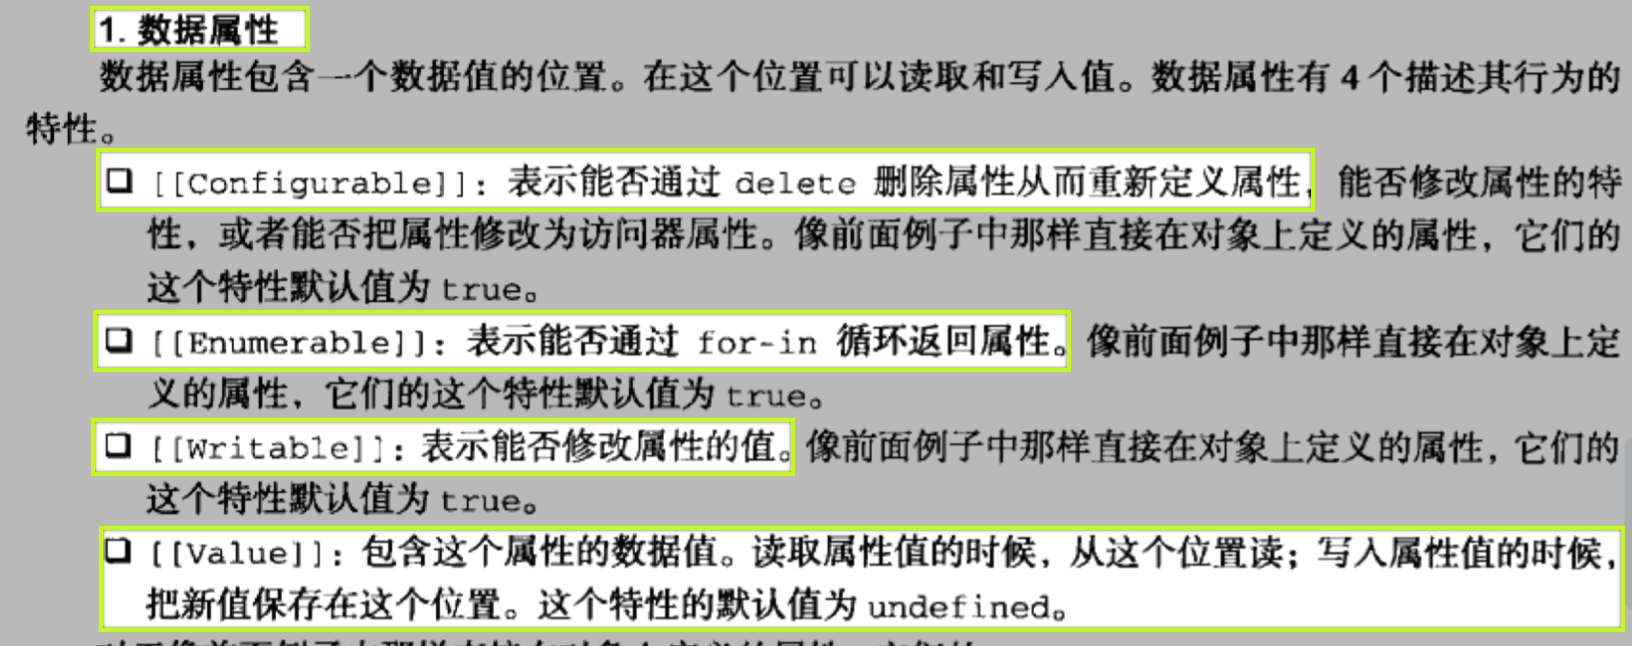 1. 数据属性
数据属性包含一个数据值的位置。在这个位置可以读取和写入值。数据属性有 4 个描述其行为的
特性。
❑ [[Configurable]]：表示能否通过 delete 删除属性从而重新定义属性，能否修改属性的特
性，或者能否把属性修改为访问器属性。像前面例子中那样直接在对象上定义的属性，它们的
这个特性默认值为 true。
❑ [[Enumerable]]：表示能否通过 for-in 循环返回属性。像前面例子中那样直接在对象上定
义的属性，它们的这个特性默认值为 true。
❑ [[Writable]]：表示能否修改属性的值。像前面例子中那样直接在对象上定义的属性，它们的
这个特性默认值为 true。
❑ [[Value]]：包含这个属性的数据值。读取属性值的时候，从这个位置读；写入属性值的时候，
把新值保存在这个位置。这个特性的默认值为 undefined。